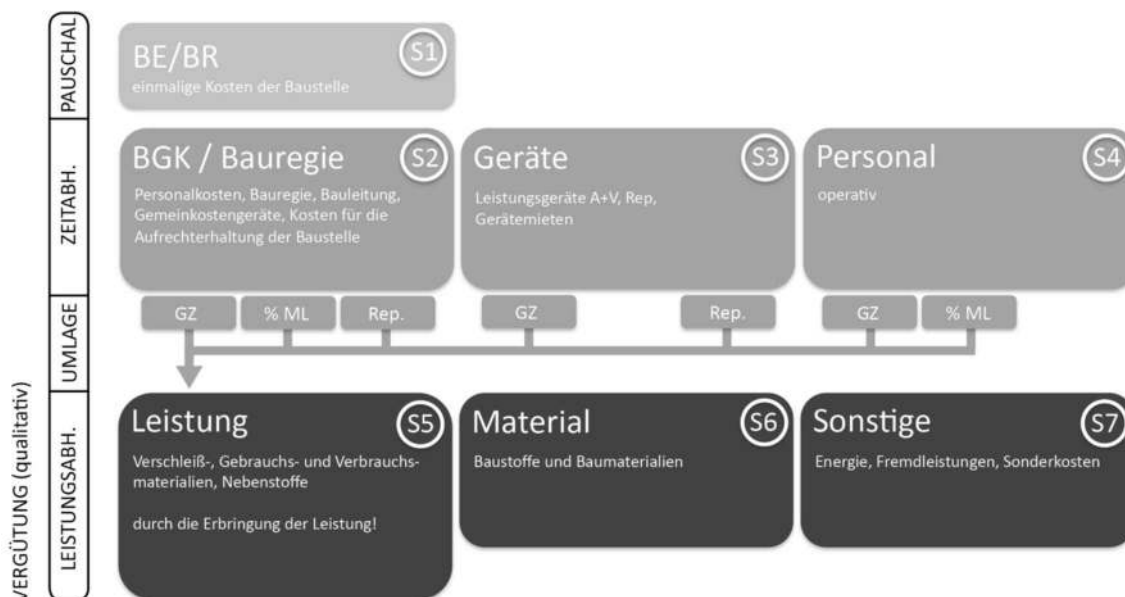 PAUSCHAL
BE/BR
S1
einmalige Kosten der Baustelle
ZEITABH.
BGK / Bauregie
S2
Personalkosten, Bauregie, Bauleitung,
Gemeinkostengeräte, Kosten für die
Aufrechterhaltung der Baustelle
Geräte
S3
Leistungsgeräte A+V, Rep,
Gerätemieten
Personal
S4
operativ
UMLAGE
GZ
% ML
Rep.
GZ
Rep.
GZ
% ML
VERGÜTUNG (qualitativ)
LEISTUNGSABH.
Leistung
S5
Verschleiß-, Gebrauchs- und Verbrauchs-
materialien, Nebenstoffe
durch die Erbringung der Leistung!
Material
S6
Baustoffe und Baumaterialien
Sonstige
S7
Energie, Fremdleistungen, Sonderkosten